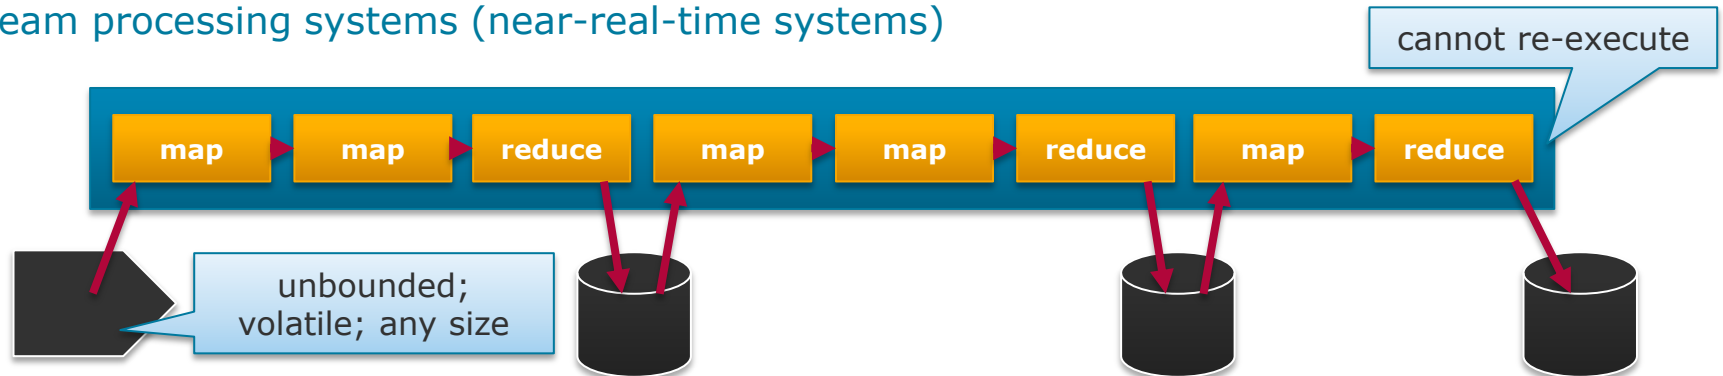 eam processing systems (near-real-time systems)
cannot re-execute
map map reduce map map reduce map reduce
unbounded;
volatile; any size